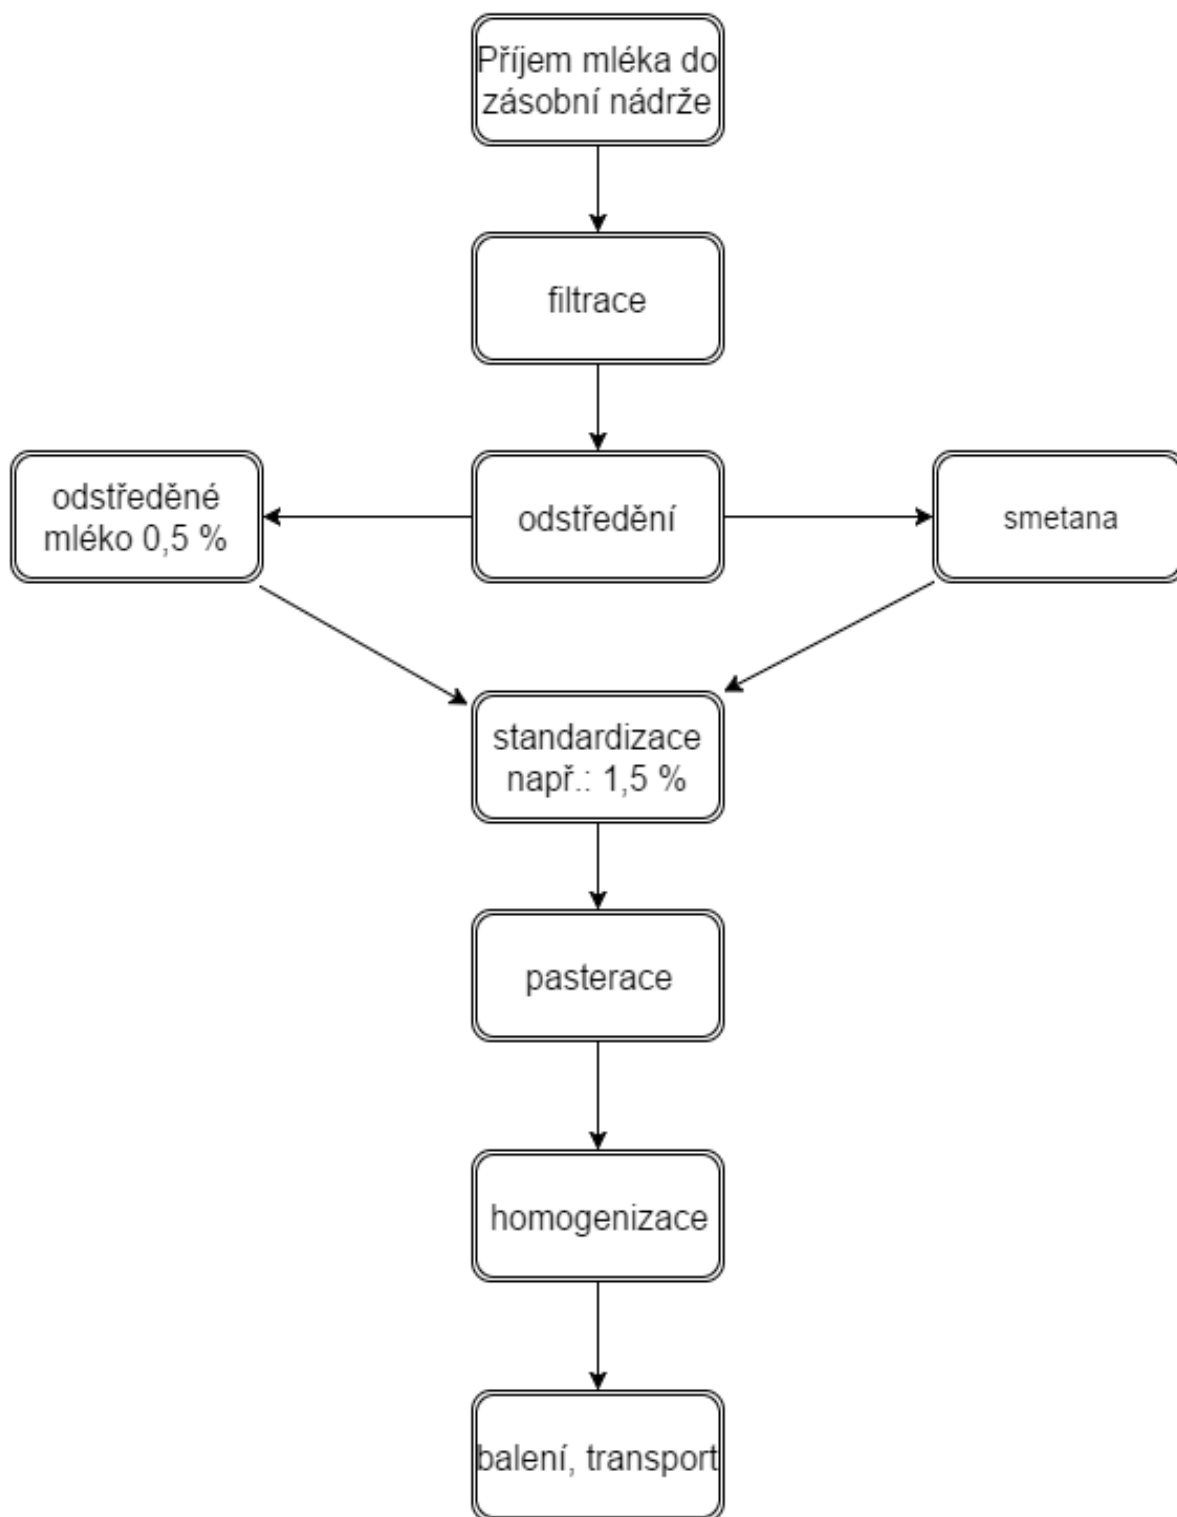 Příjem mléka do
zásobní nádrže
filtrace
odstředěné
mléko 0,5 %
odstředění
smetana
standardizace
např.: 1,5 %
pasterace
homogenizace
balení, transport